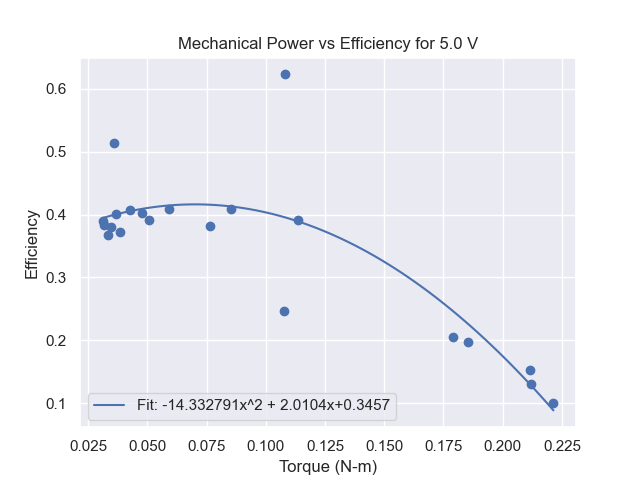 Mechanical Power vs Efficiency for 5.0 V
0.6
0.5
0.4
0.3
0.2
0.1
Efficiency
Fit: -14.332791x^2 + 2.0104x+0.3457
0.025 0.050 0.075 0.100 0.125 0.150 0.175 0.200 0.225
Torque (N-m)